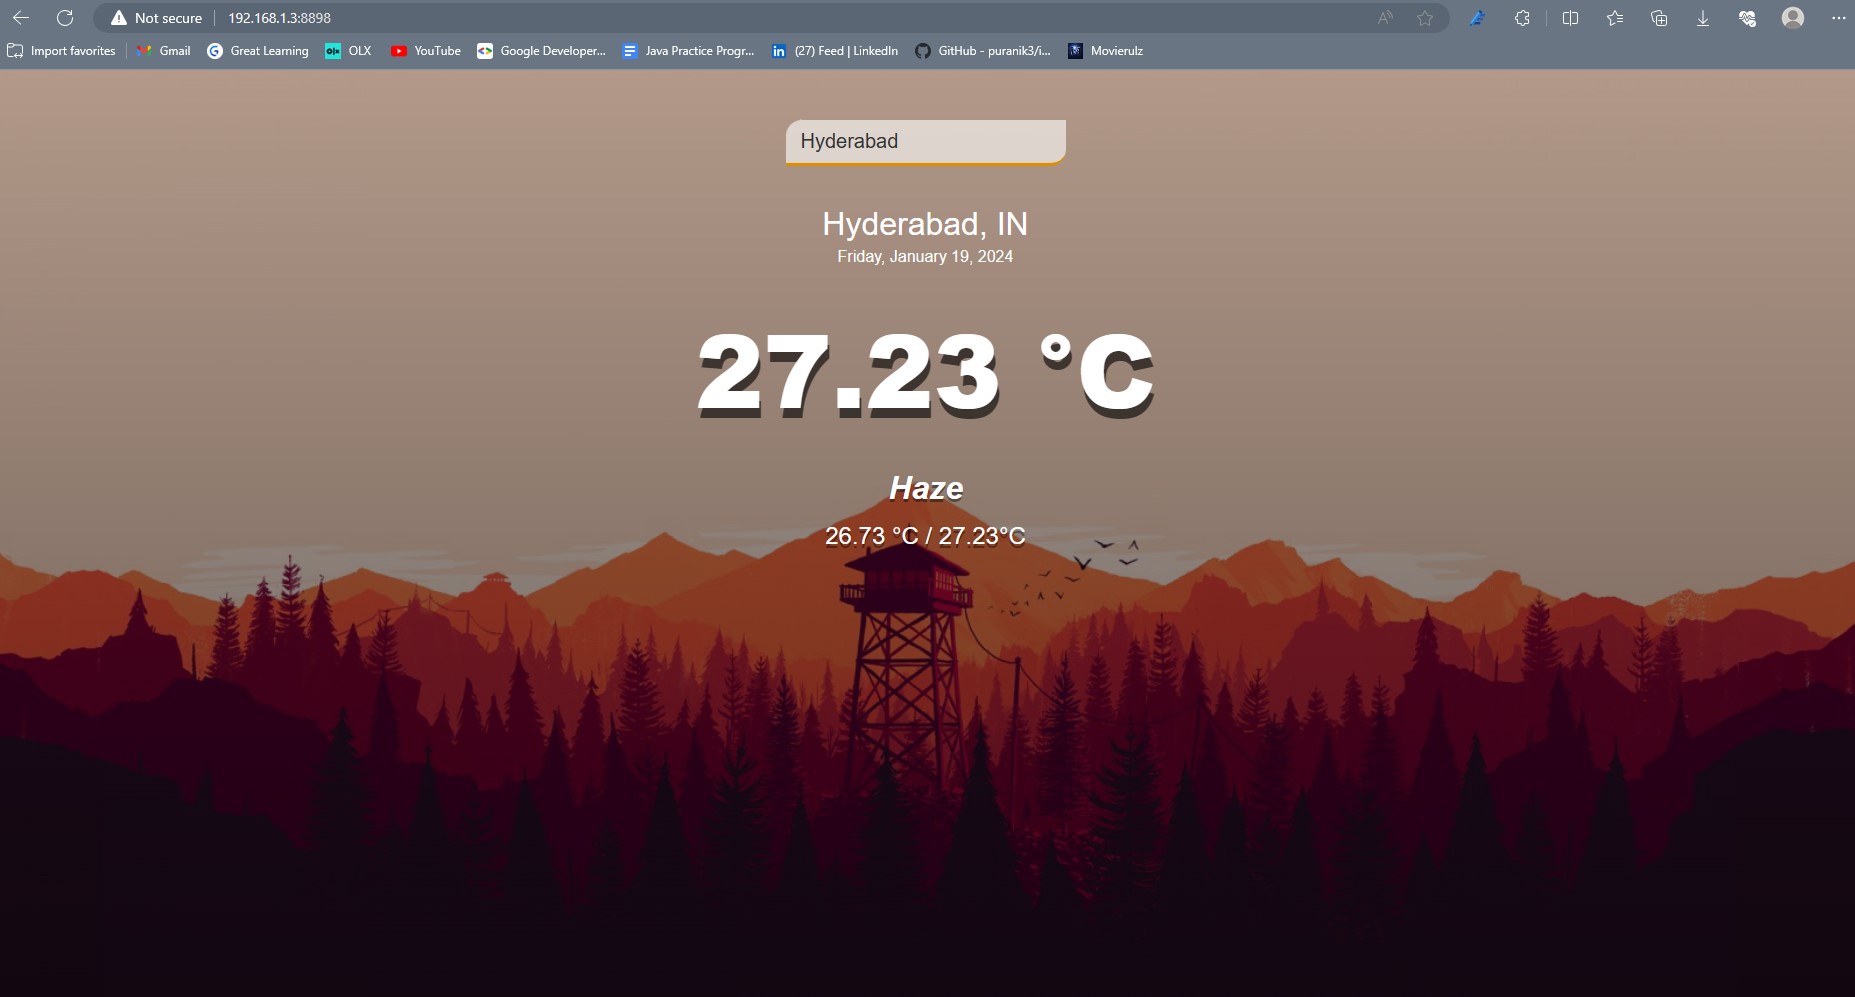 Not secure 192.168.1.3:8898
Import favorites Gmail Great Learning OLX YouTube Google Developer... Java Practice Progr... (27) Feed | LinkedIn GitHub - puranik3/i... Movierulz
Hyderabad
Hyderabad, IN
Friday, January 19, 2024
27.23 °C
Haze
26.73 °C / 27.23°C